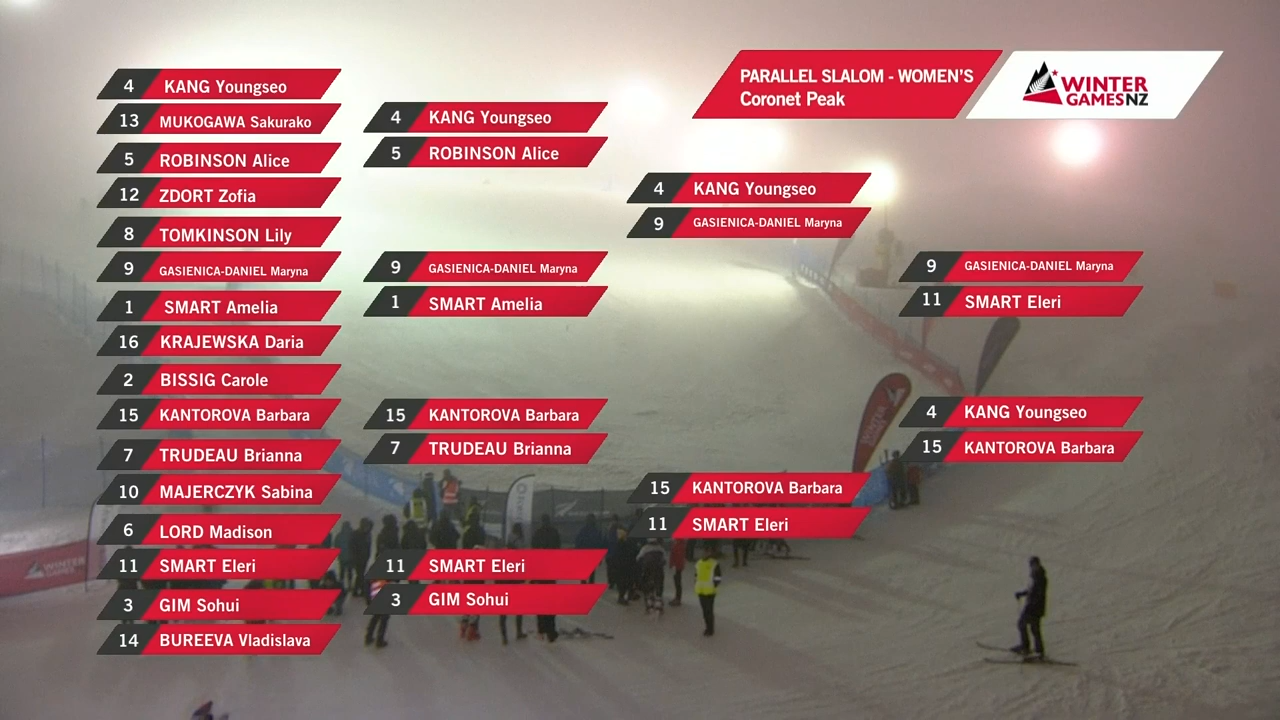 PARALLEL SLALOM - WOMEN'S
Coronet Peak
WINTER
GAMESNZ
4 KANG Youngseo
13 MUKOGAWA Sakurako
5 ROBINSON Alice
12 ZDORT Zofia
8 TOMKINSON Lily
9 GASIENICA-DANIEL Maryna
1 SMART Amelia
16 KRAJEWSKA Daria
2 BISSIG Carole
15 KANTOROVA Barbara
7 TRUDEAU Brianna
10 MAJERCZYK Sabina
6 LORD Madison
11 SMART Eleri
3 GIM Sohui
14 BUREEVA Vladislava
4 KANG Youngseo
5 ROBINSON Alice
9 GASIENICA-DANIEL Maryna
1 SMART Amelia
15 KANTOROVA Barbara
7 TRUDEAU Brianna
11 SMART Eleri
3 GIM Sohui
4 KANG Youngseo
9 GASIENICA-DANIEL Maryna
15 KANTOROVA Barbara
11 SMART Eleri
9 GASIENICA-DANIEL Maryna
11 SMART Eleri
4 KANG Youngseo
15 KANTOROVA Barbara
WINTER
GAMES